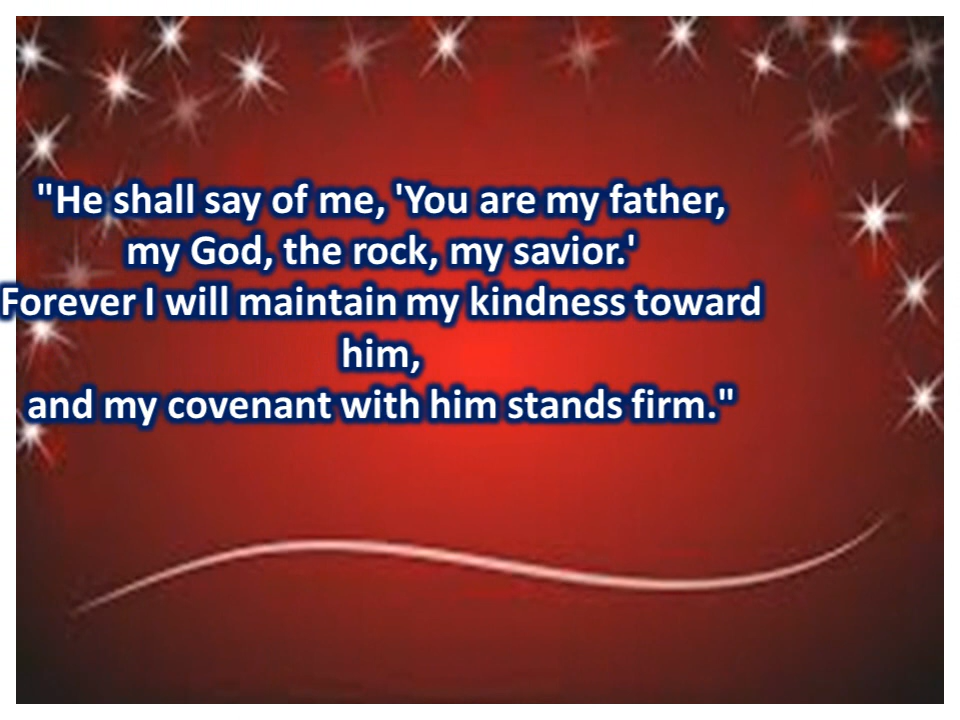 "He shall say of me, 'You are my father,
my God, the rock, my savior.'
Forever I will maintain my kindness toward
him,
and my covenant with him stands firm."